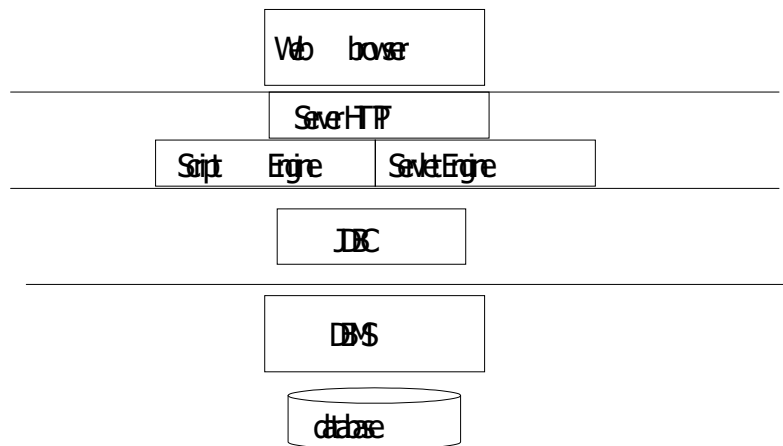 Web browser
Server HTTP
Script Engine
Servlet Engine
JDBC
DBMS
database